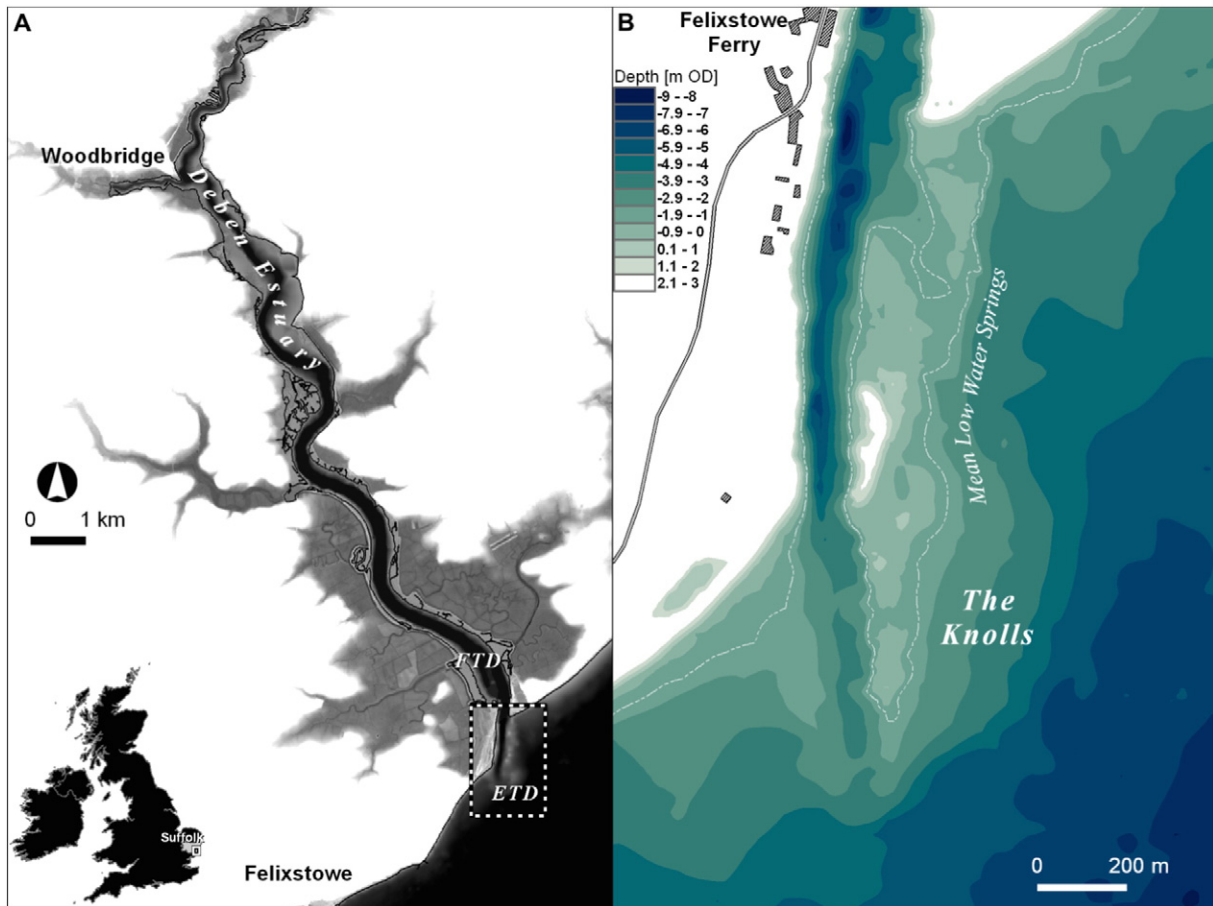 A
Woodbridge
Deben Estuary
0 1 km
FTD
ETD
Suffolk
Felixstowe
B
Felixstowe
Ferry
Depth [m OD]
-9 - -8
-7.9 - -7
-6.9 - -6
-5.9 - -5
-4.9 - -4
-3.9 - -3
-2.9 - -2
-1.9 - -1
-0.9 - 0
0.1 - 1
1.1 - 2
2.1 - 3
Mean Low Water Springs
The
Knolls
0 200 m